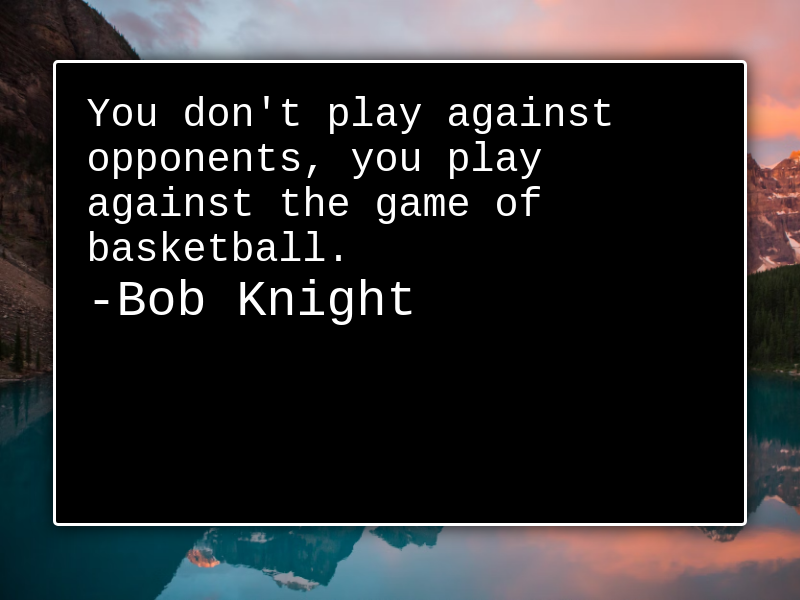 You don't play against
opponents, you play
against the game of
basketball.
-Bob Knight